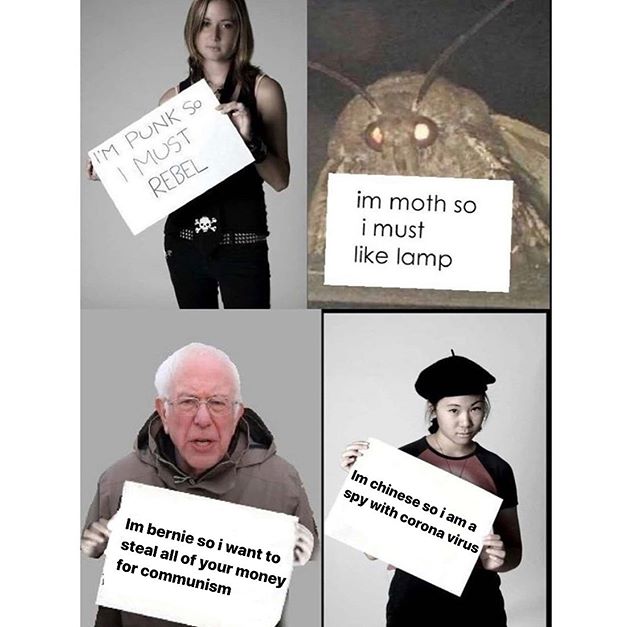 I'M PUNK SO
I MUST
REBEL
im moth so
i must
like lamp
Im bernie so i want to
steal all of your money
for communism
Im chinese so i am a
spy with corona virus